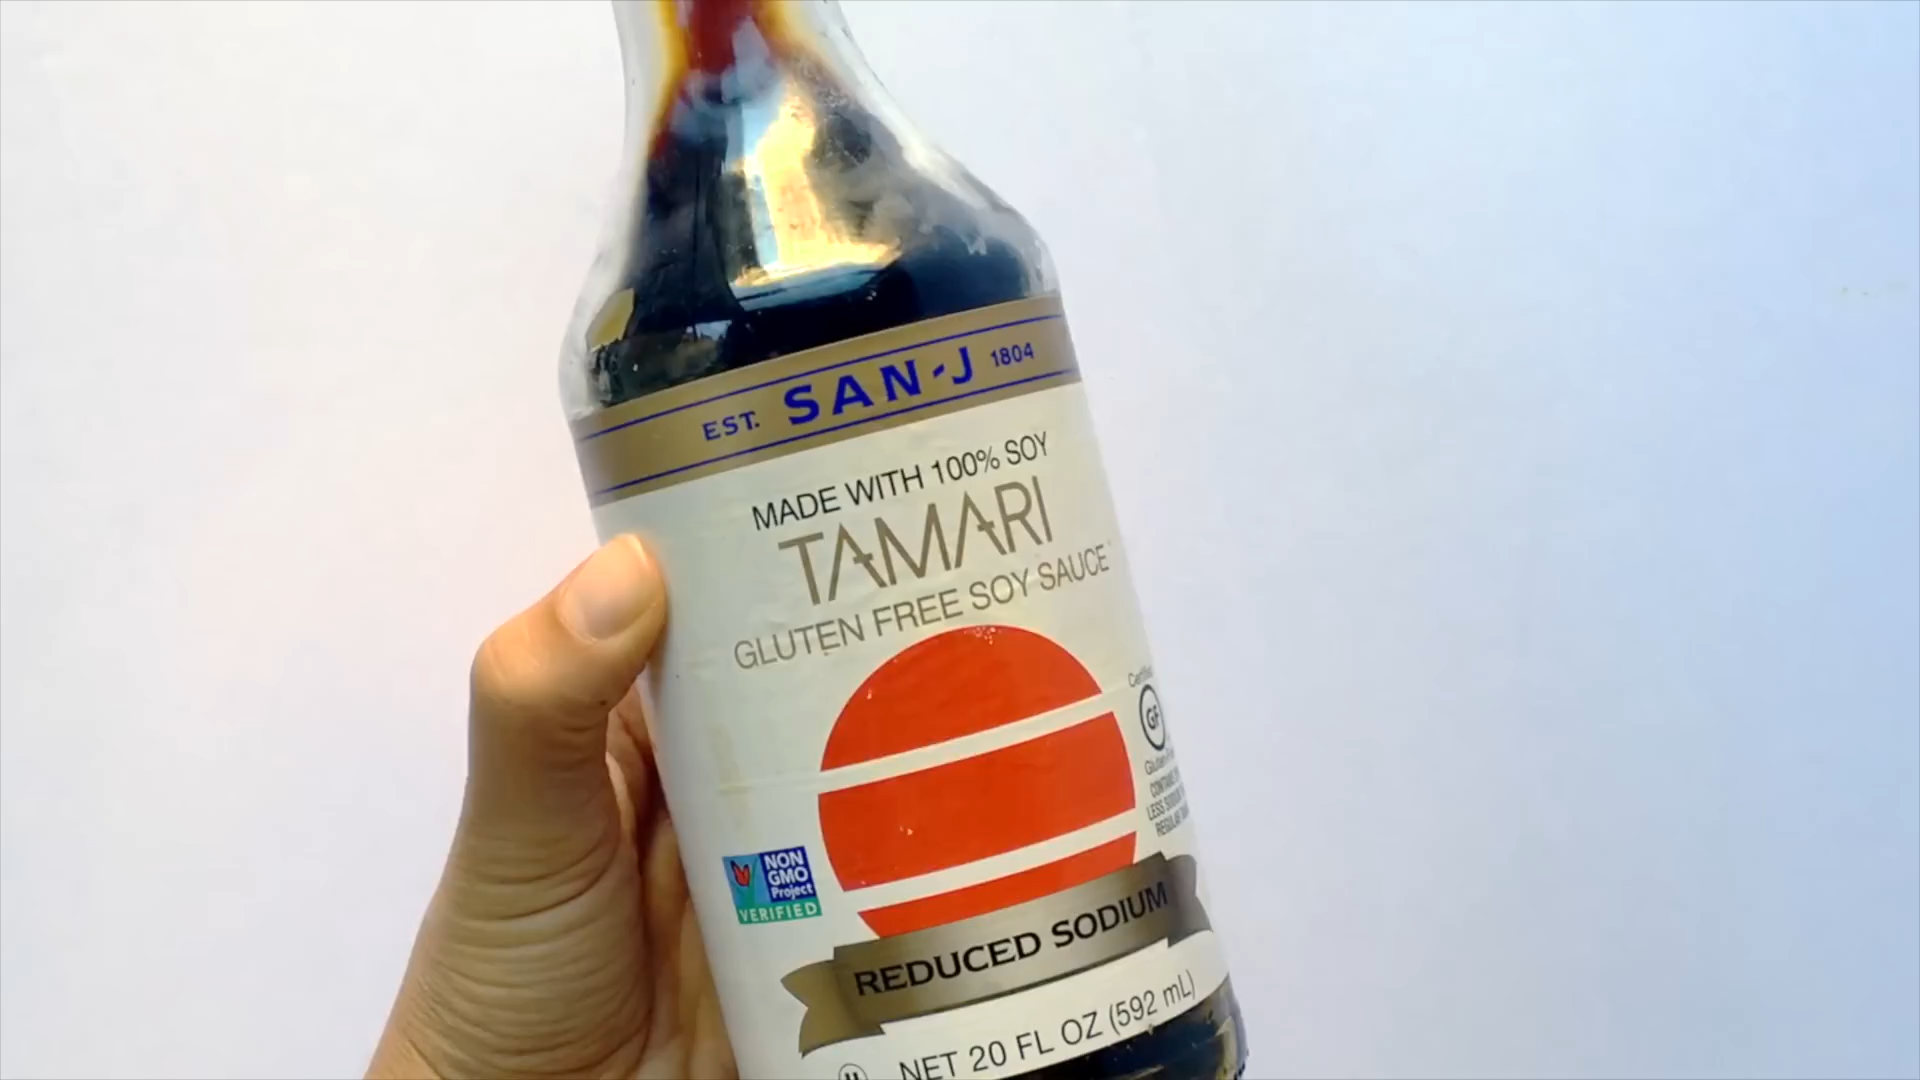 EST. SAN-J 1804
MADE WITH 100% SOY
TAMARI
GLUTEN FREE SOY SAUCE
GF
LESS
NON
GMO
Project
VERIFIED
REDUCED SODIUM
NET 20 FL OZ (592 mL)